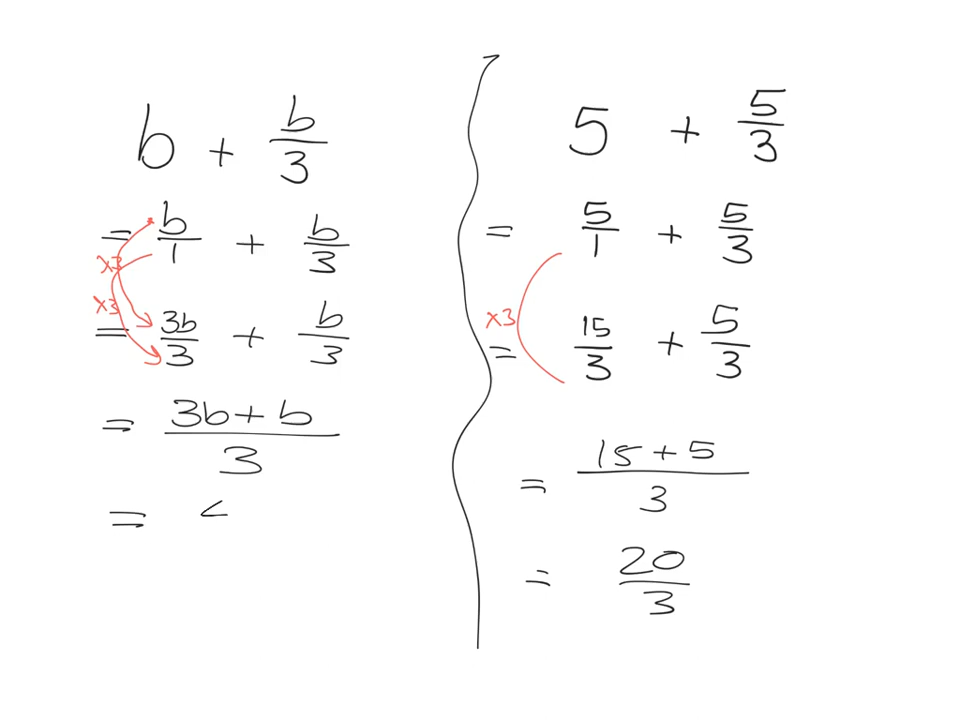 b + b/3
= b/1 + b/3
×3
×3
= 3b/3 + b/3
= (3b + b)/3
=
5 + 5/3
= 5/1 + 5/3
×3
= 15/3 + 5/3
= (15 + 5)/3
= 20/3